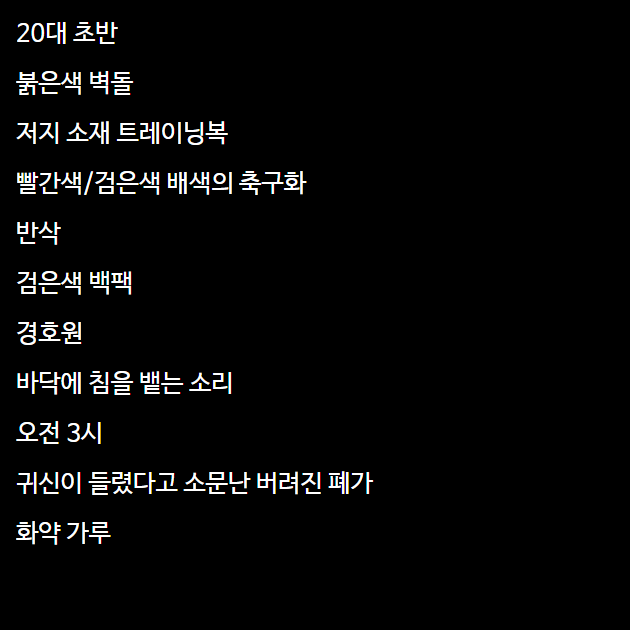 20대 초반
붉은색 벽돌
저지 소재 트레이닝복
빨간색/검은색 배색의 축구화
반삭
검은색 백팩
경호원
바닥에 침을 뱉는 소리
오전 3시
귀신이 들렸다고 소문난 버려진 폐가
화약 가루